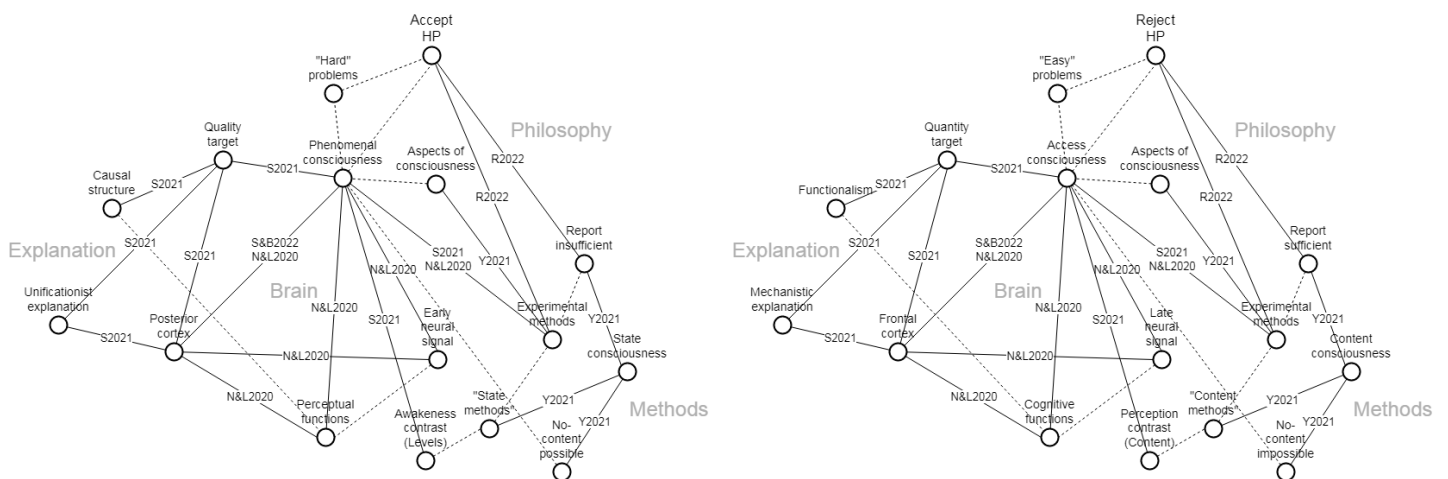 Accept
HP
"Hard"
problems
Philosophy
Quality
target
Phenomenal
consciousness
Aspects of
consciousness
R2022
S2021
Causal
structure
S2021
R2022
Explanation
S2021
S2021
S&B2022
N&L2020
S2021
N&L2020
N&L2020
Y2021
Report
insufficient
Unificationist
explanation
Brain
N&L2020
S2021
S2021
Posterior
cortex
Early
neural
signal
Experimental
methods
Y2021
State
consciousness
N&L2020
N&L2020
Perceptual
functions
Awakeness
contrast
(Levels)
"State
methods"
Y2021
Y2021
No-
content
possible
Methods
Reject
HP
"Easy"
problems
Philosophy
Quantity
target
Access
consciousness
Aspects of
consciousness
R2022
S2021
Functionalism
S2021
R2022
Explanation
S2021
S2021
S&B2022
N&L2020
S2021
N&L2020
N&L2020
Y2021
Report
sufficient
Mechanistic
explanation
Brain
N&L2020
S2021
S2021
Frontal
cortex
Late
neural
signal
Experimental
methods
Y2021
Content
consciousness
N&L2020
N&L2020
Cognitive
functions
Perception
contrast
(Content)
"Content
methods"
Y2021
Y2021
No-
content
impossible
Methods